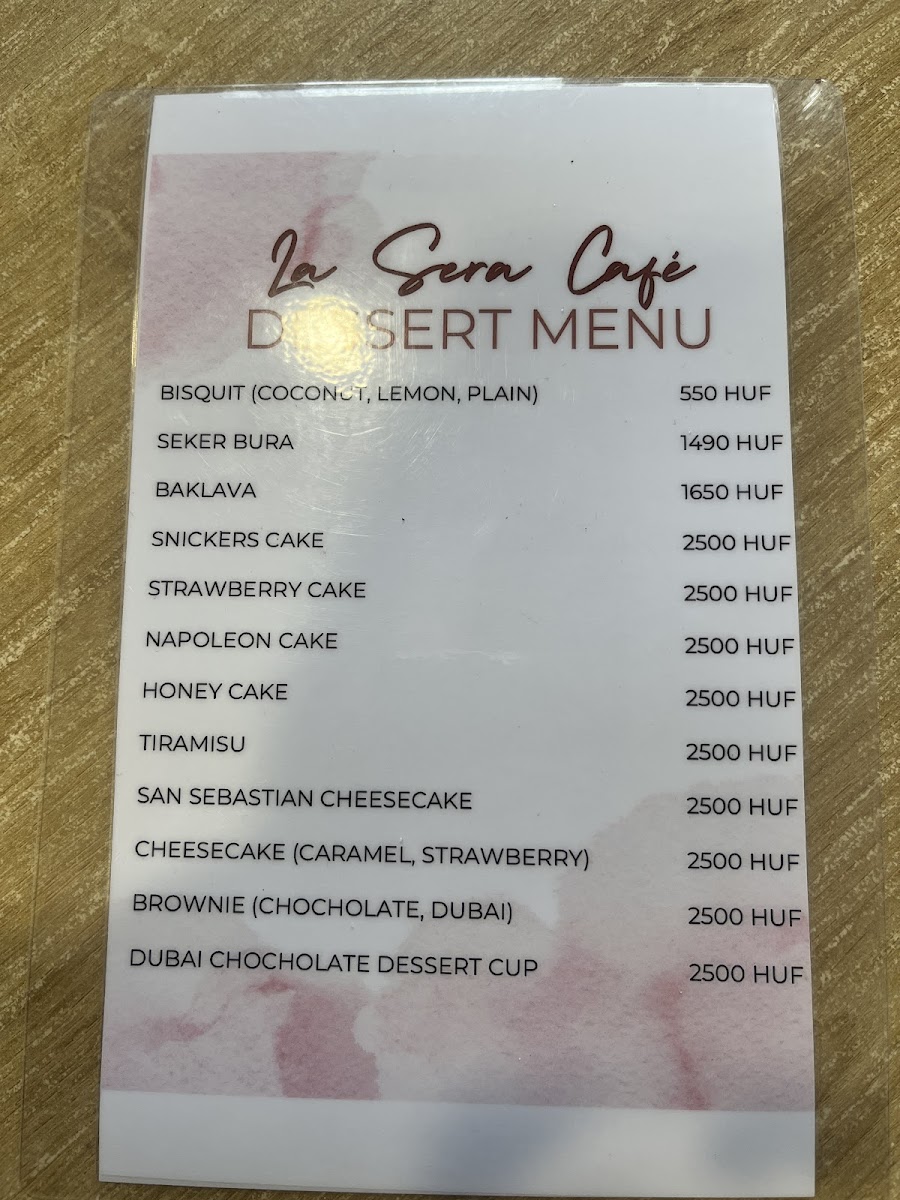 La Sera Café
DESSERT MENU
BISQUIT (COCONUT, LEMON, PLAIN) 550 HUF
SEKER BURA 1490 HUF
BAKLAVA 1650 HUF
SNICKERS CAKE 2500 HUF
STRAWBERRY CAKE 2500 HUF
NAPOLEON CAKE 2500 HUF
HONEY CAKE 2500 HUF
TIRAMISU 2500 HUF
SAN SEBASTIAN CHEESECAKE 2500 HUF
CHEESECAKE (CARAMEL, STRAWBERRY) 2500 HUF
BROWNIE (CHOCHOLATE, DUBAI) 2500 HUF
DUBAI CHOCHOLATE DESSERT CUP 2500 HUF